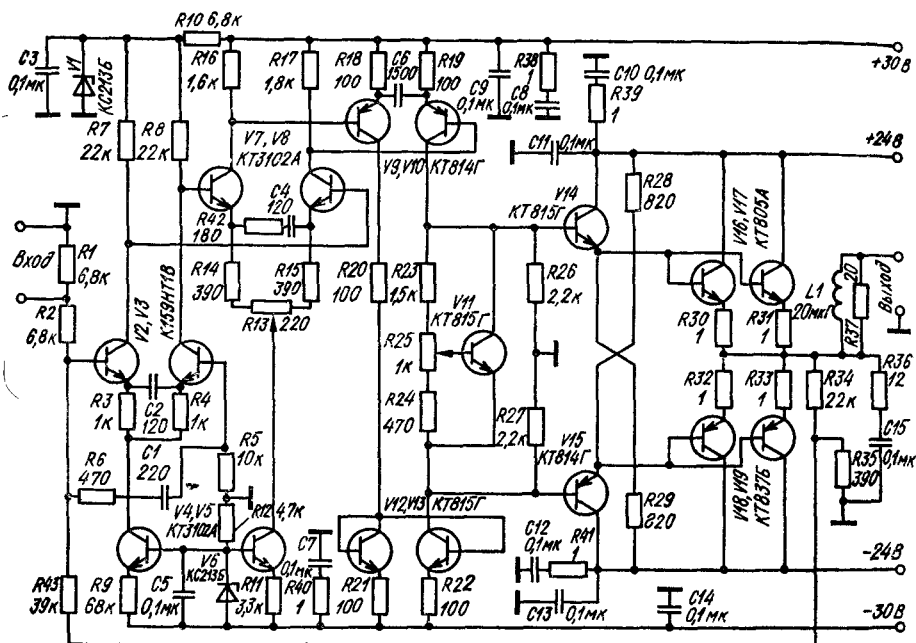 R10 6,8к
C3
0,1мк
V1
КС213Б
R16
1,6к
R17
1,8к
R18
100
C6
1500
R19
100
C9
0,1мк
R38
1
C8
0,1мк
C10 0,1мк
R39
1
+30В
R7
22к
R8
22к
V7, V8
КТ3102А
V9, V10 КТ814Г
C11
0,1мк
+24В
R28
820
V14
КТ815Г
V16, V17
КТ805А
C4
120
R42
180
Вход
R1
6,8к
R2
6,8к
V2, V3
К159НТ1В
R14
390
R15
390
R13 220
R20
100
R23
1,5к
V11
КТ815Г
R26
2,2к
R25
1к
R24
470
R27
2,2к
R30
1
R31
1
L1
20мкГ
20
R37
Выход
R36
12
R32
1
R33
1
R34
22к
C15
0,1мк
R35
390
R3
1к
C2
120
R4
1к
C1
220
R6
470
R5
10к
V15
КТ814Г
V18, V19
КТ837Б
V4, V5
КТ3102А
R12 4,7к
V12, V13
КТ815Г
R29
820
V6
КС213Б
C7
0,1мк
R40
1
C12
0,1мк
R41
1
-24В
R43
39к
R9
68к
C5
0,1мк
R11
3,3к
R21
100
R22
100
C13
0,1мк
C14
0,1мк
-30В